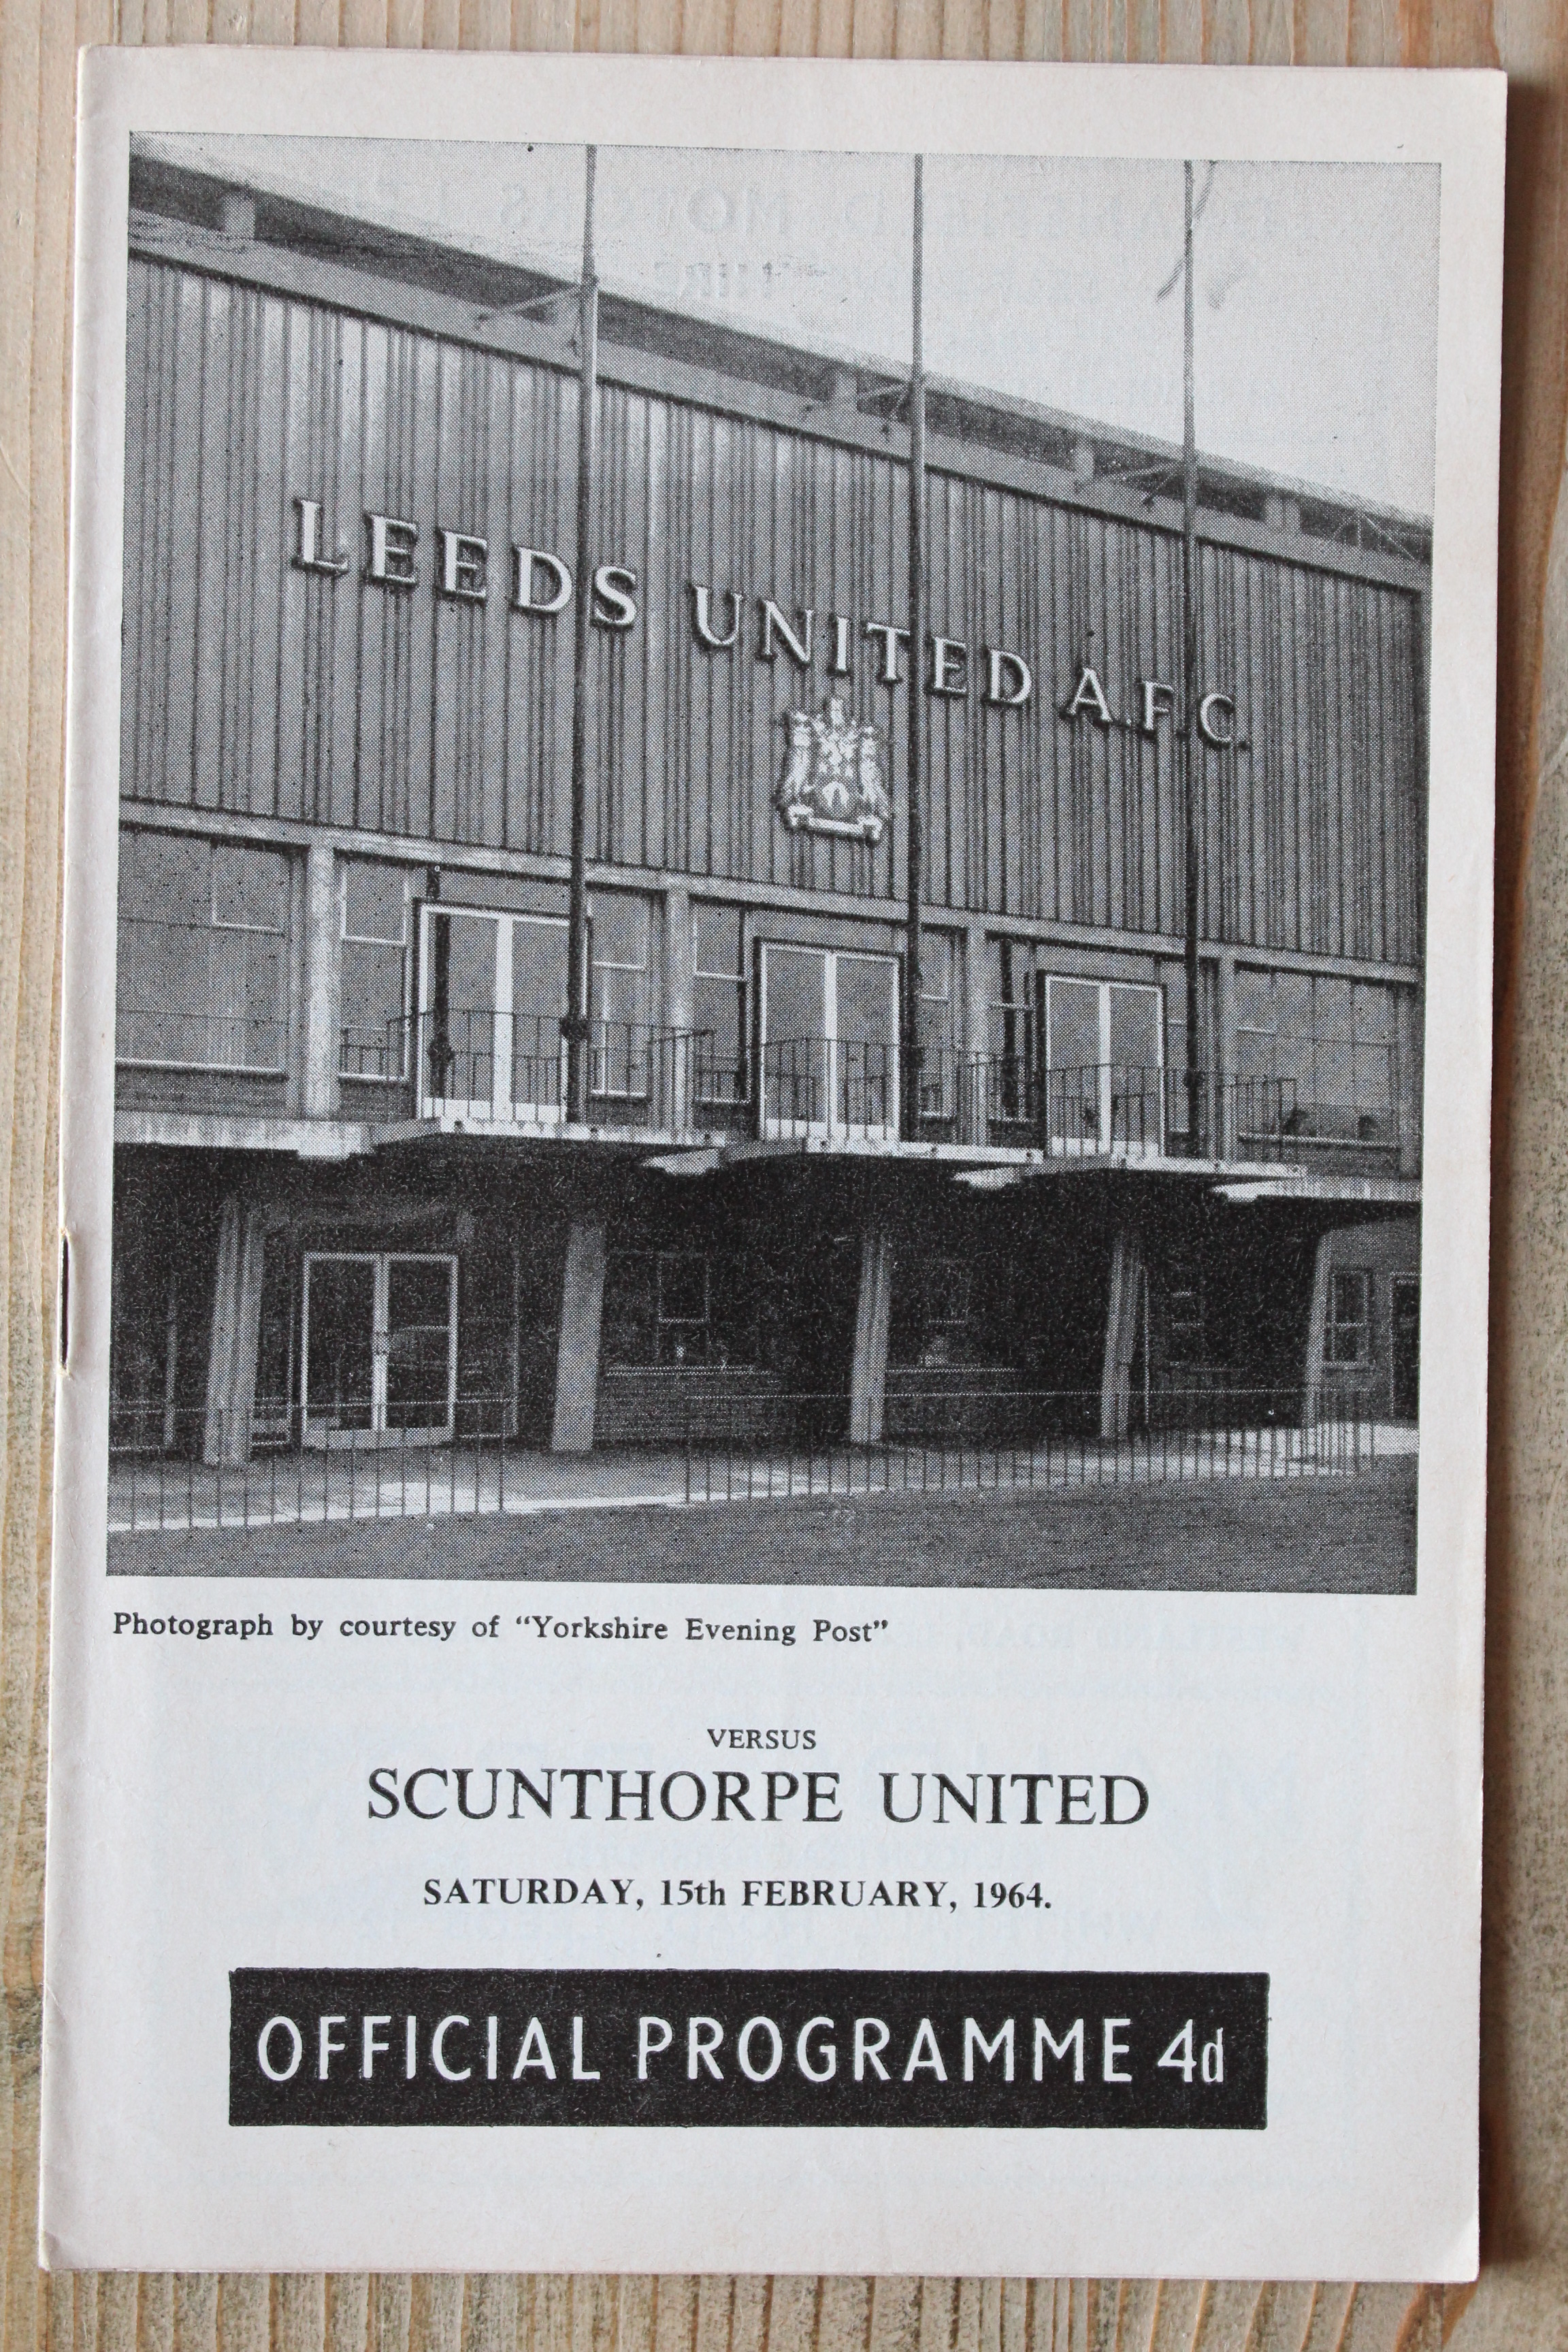 LEEDS UNITED A.F.C.
Photograph by courtesy of “Yorkshire Evening Post”
VERSUS
SCUNTHORPE UNITED
SATURDAY, 15th FEBRUARY, 1964.
OFFICIAL PROGRAMME 4d